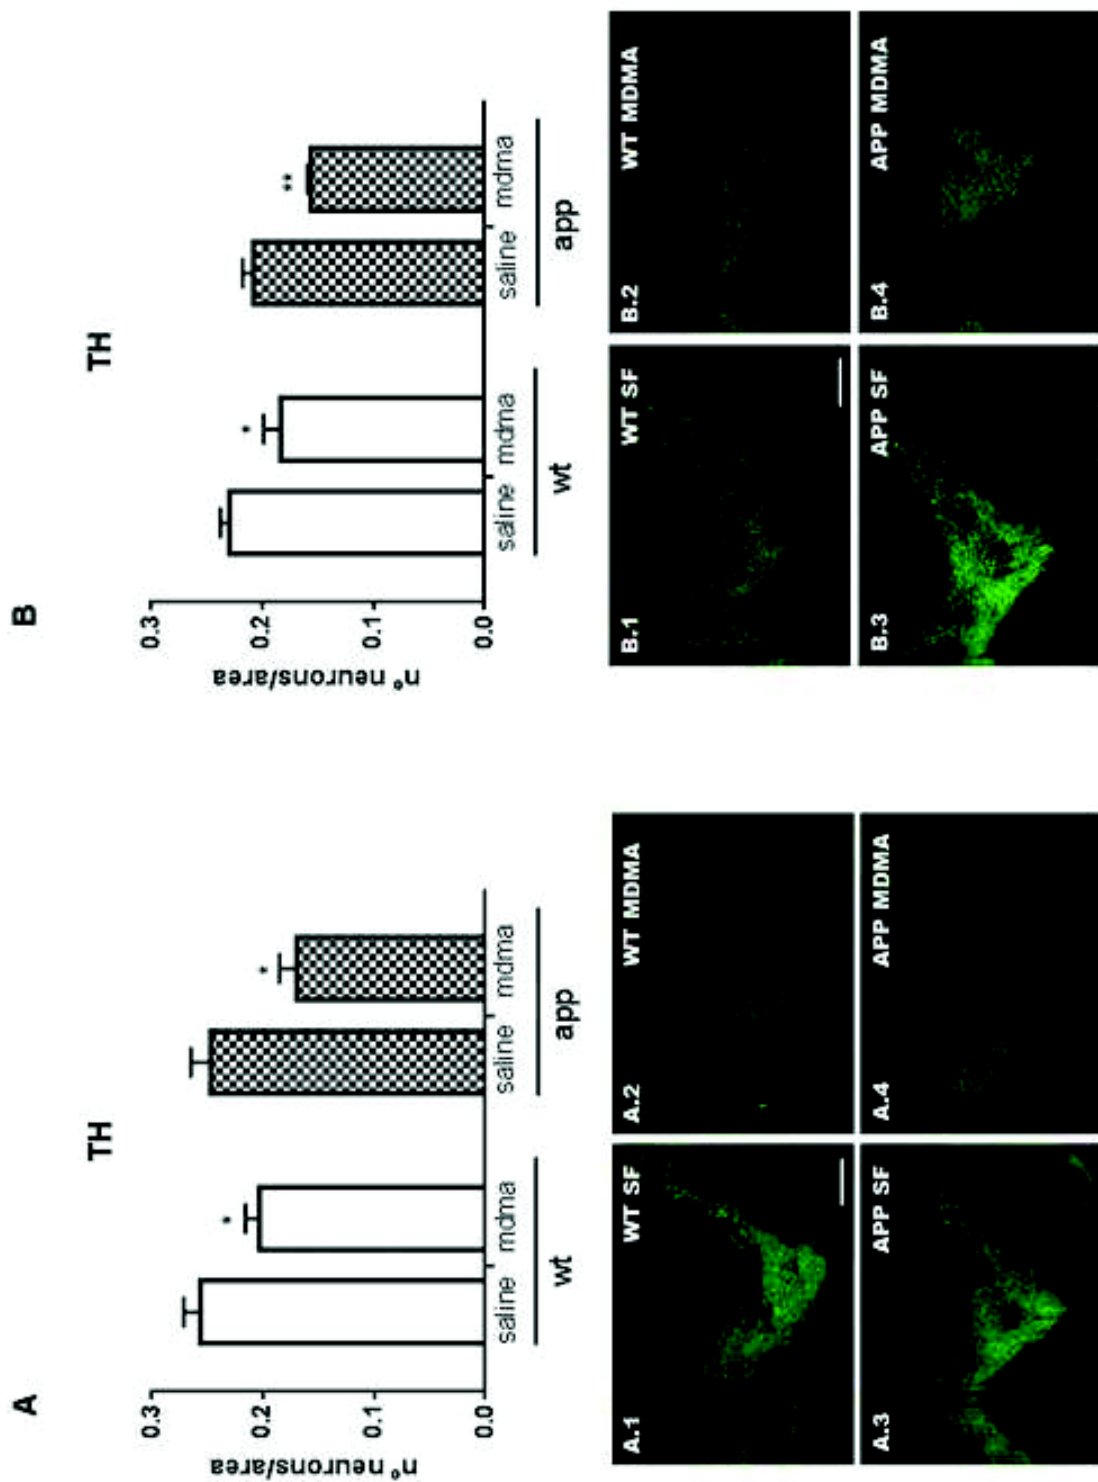 A
TH
n° neurons/area
0.3
0.2
0.1
0.0
saline mdma saline mdma
wt app
*
*
A.1 WT SF
A.2 WT MDMA
A.3 APP SF
A.4 APP MDMA
B
TH
n° neurons/area
0.3
0.2
0.1
0.0
saline mdma saline mdma
wt app
*
**
B.1 WT SF
B.2 WT MDMA
B.3 APP SF
B.4 APP MDMA